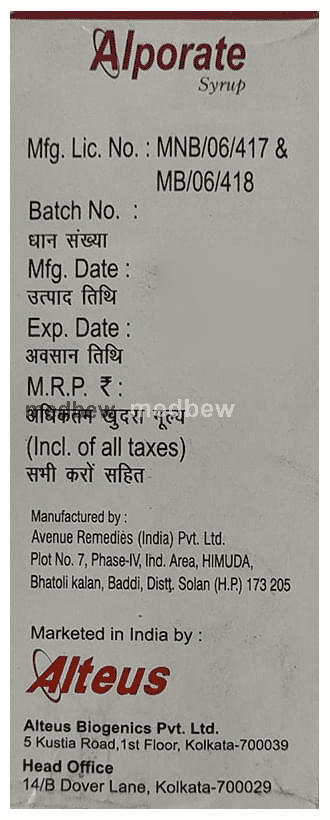 Alporate
Syrup
Mfg. Lic. No. : MNB/06/417 &
MB/06/418
Batch No. :
धान संख्या
Mfg. Date :
उत्पाद तिथि
Exp. Date :
अवसान तिथि
M.R.P. ₹ :
medbew medbew
अधिकतम खुदरा मूल्य
(Incl. of all taxes)
सभी करों सहित
Manufactured by :
Avenue Remedies (India) Pvt. Ltd.
Plot No. 7, Phase-IV, Ind. Area, HIMUDA,
Bhatoli kalan, Baddi, Distt. Solan (H.P.) 173 205
Marketed in India by :
Alteus
Alteus Biogenics Pvt. Ltd.
5 Kustia Road,1st Floor, Kolkata-700039
Head Office
14/B Dover Lane, Kolkata-700029